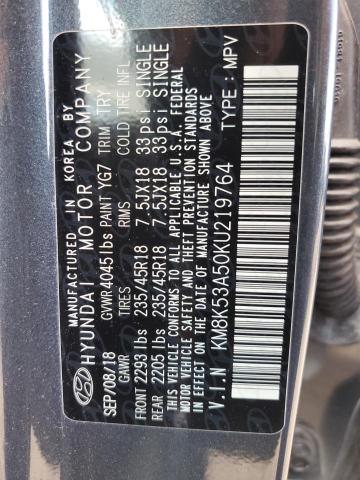 MANUFACTURED IN KOREA BY
HYUNDAI MOTOR COMPANY
SEP/08/18 GVWR 4045lbs PAINT YG7 TRIM TRY
GAWR TIRES RIMS COLD TIRE INFL
FRONT 2293 lbs 235/45R18 7.5JX18 33psi SINGLE
REAR 2205 lbs 235/45R18 7.5JX18 33psi SINGLE
THIS VEHICLE CONFORMS TO ALL APPLICABLE U.S.A. FEDERAL
MOTOR VEHICLE SAFETY AND THEFT PREVENTION STANDARDS
IN EFFECT ON THE DATE OF MANUFACTURE SHOWN ABOVE.
V.I.N KM8K53A50KU219764 TYPE: MPV